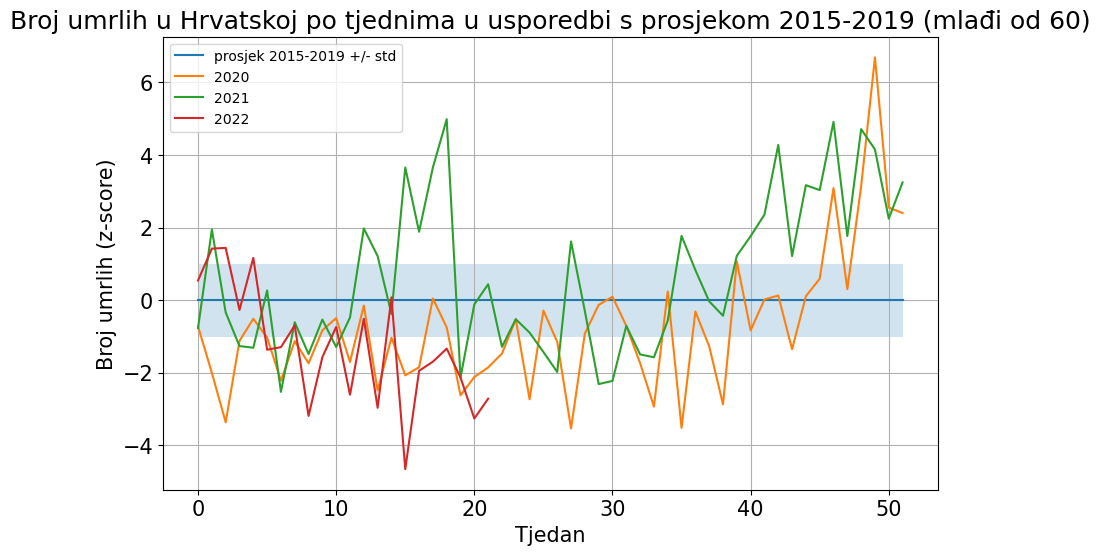 Broj umrlih u Hrvatskoj po tjednima u usporedbi s prosjekom 2015-2019 (mlađi od 60)
prosjek 2015-2019 +/- std
2020
2021
2022
Broj umrlih (z-score)
6
4
2
0
−2
−4
0 10 20 30 40 50
Tjedan